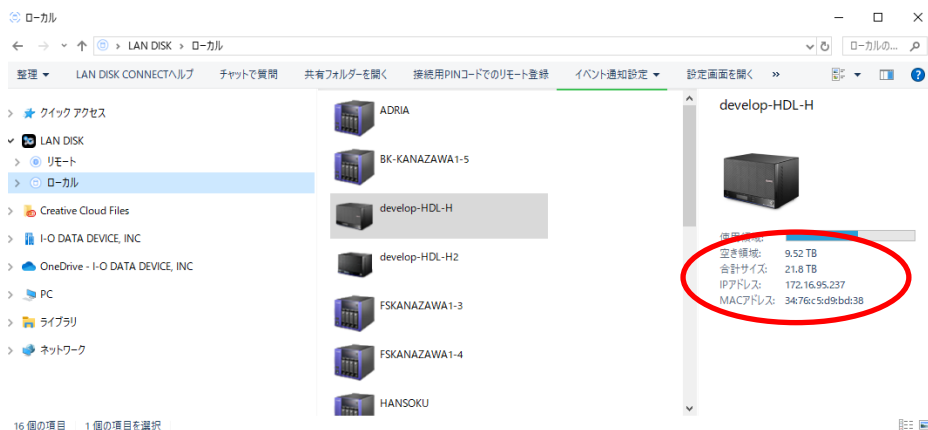 ローカル
LAN DISK › ローカル
ローカルの...
整理 LAN DISK CONNECTヘルプ チャットで質問 共有フォルダーを開く 接続用PINコードでのリモート登録 イベント通知設定 設定画面を開く »
クイック アクセス
LAN DISK
リモート
ローカル
Creative Cloud Files
I-O DATA DEVICE, INC
OneDrive - I-O DATA DEVICE, INC
PC
ライブラリ
ネットワーク
ADRIA
BK-KANAZAWA1-5
develop-HDL-H
develop-HDL-H2
FSKANAZAWA1-3
FSKANAZAWA1-4
HANSOKU
develop-HDL-H
使用領域:
空き領域: 9.52 TB
合計サイズ: 21.8 TB
IPアドレス: 172.16.95.237
MACアドレス: 34:76:c5:d9:bd:38
16 個の項目 1 個の項目を選択